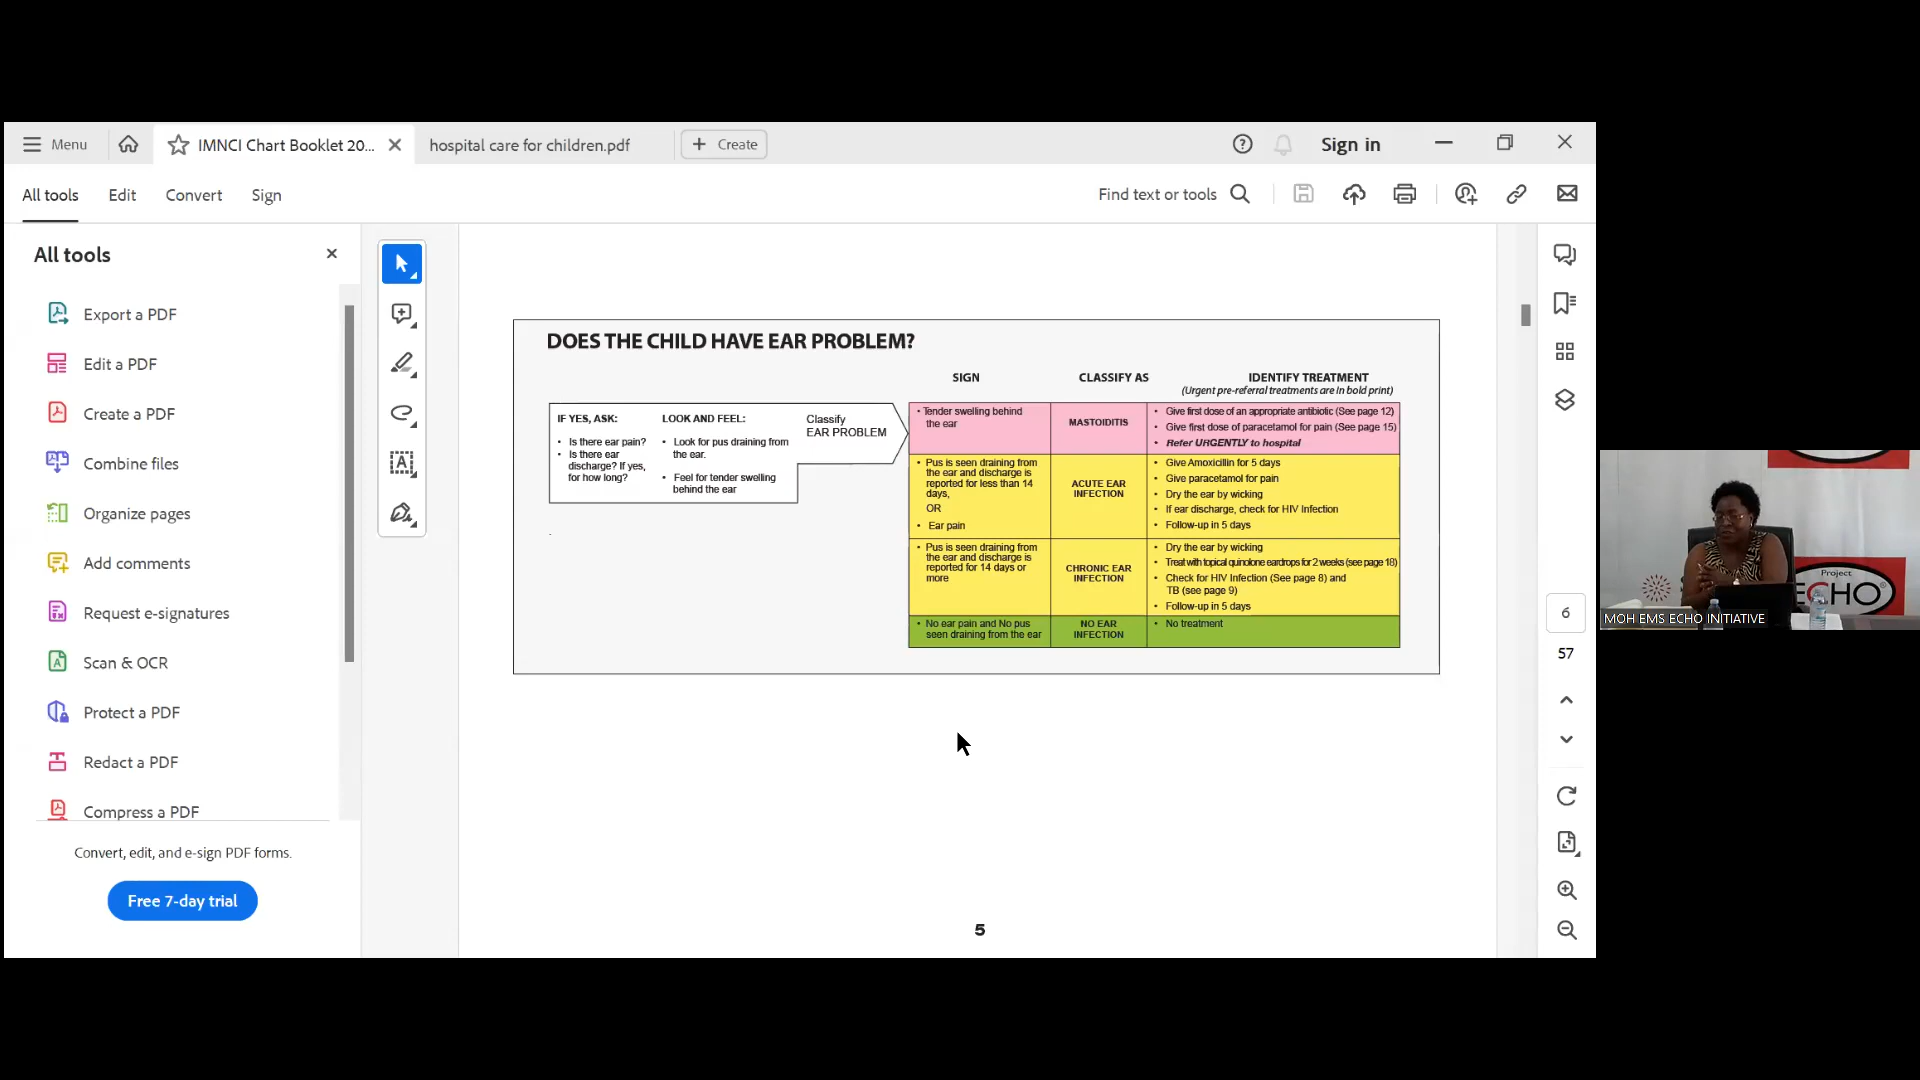 Menu
IMNCI Chart Booklet 20...
hospital care for children.pdf
Create
Sign in
All tools
Edit
Convert
Sign
Find text or tools
All tools
Export a PDF
Edit a PDF
Create a PDF
Combine files
Organize pages
Add comments
Request e-signatures
Scan & OCR
Protect a PDF
Redact a PDF
Compress a PDF
Convert, edit, and e-sign PDF forms.
Free 7-day trial
DOES THE CHILD HAVE EAR PROBLEM?
IF YES, ASK:
• Is there ear pain?
• Is there ear
discharge? If yes,
for how long?
LOOK AND FEEL:
• Look for pus draining from
the ear.
• Feel for tender swelling
behind the ear
Classify
EAR PROBLEM
.
SIGN
CLASSIFY AS
IDENTIFY TREATMENT
(Urgent pre-referral treatments are in bold print)
• Tender swelling behind
the ear
MASTOIDITIS
• Give first dose of an appropriate antibiotic (See page 12)
• Give first dose of paracetamol for pain (See page 15)
• Refer URGENTLY to hospital
• Pus is seen draining from
the ear and discharge is
reported for less than 14
days,
OR
• Ear pain
ACUTE EAR
INFECTION
• Give Amoxicillin for 5 days
• Give paracetamol for pain
• Dry the ear by wicking
• If ear discharge, check for HIV Infection
• Follow-up in 5 days
• Pus is seen draining from
the ear and discharge is
reported for 14 days or
more
CHRONIC EAR
INFECTION
• Dry the ear by wicking
• Treat with topical quinolone eardrops for 2 weeks (see page 18)
• Check for HIV Infection (See page 8) and
TB (see page 9)
• Follow-up in 5 days
• No ear pain and No pus
seen draining from the ear
NO EAR
INFECTION
• No treatment
5
6
57
Project
ECHO®
MOH EMS ECHO INITIATIVE